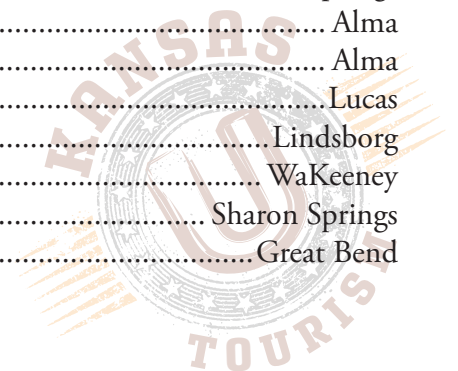 ........................................ Alma
........................................ Alma
........................................Lucas
.................................Lindsborg
............................... WaKeeney
........................ Sharon Springs
..............................Great Bend
KANSAS
U
TOURISM